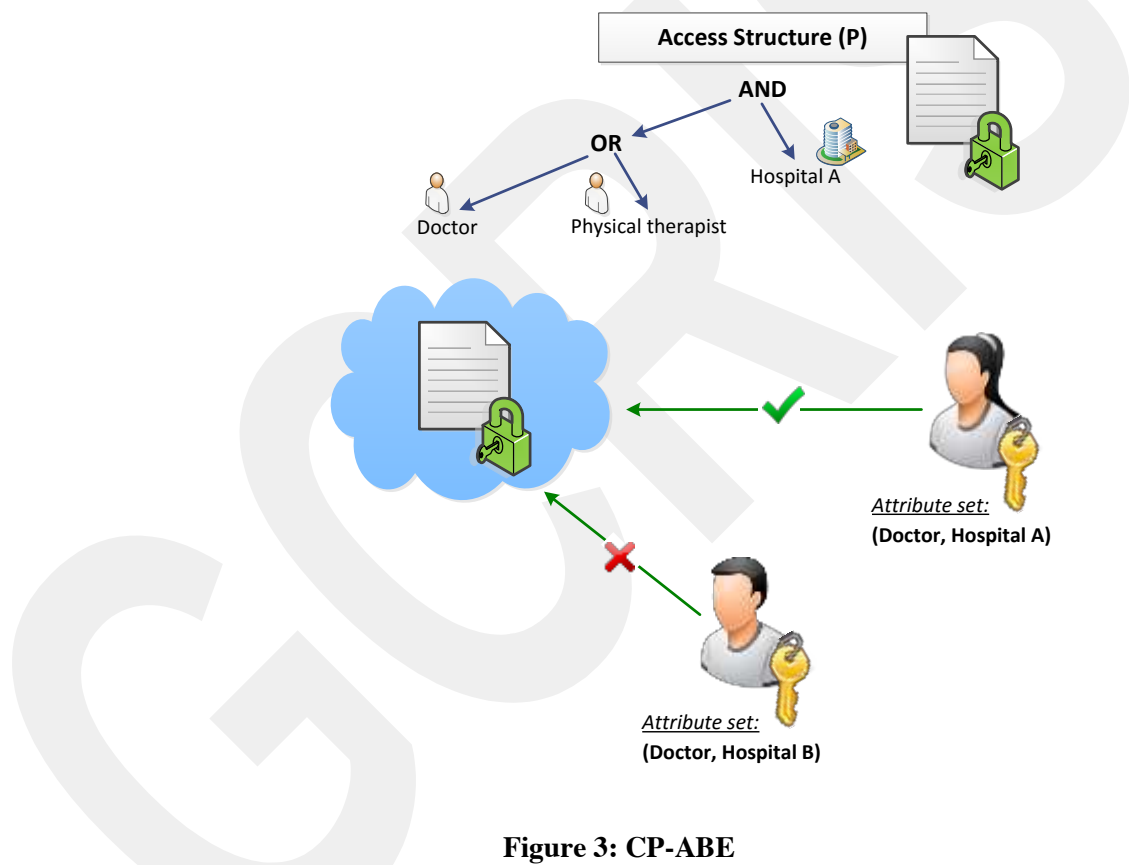 Access Structure (P)
AND
OR
Hospital A
Doctor
Physical therapist
Attribute set:
(Doctor, Hospital A)
Attribute set:
(Doctor, Hospital B)
Figure 3: CP-ABE
GCRIS